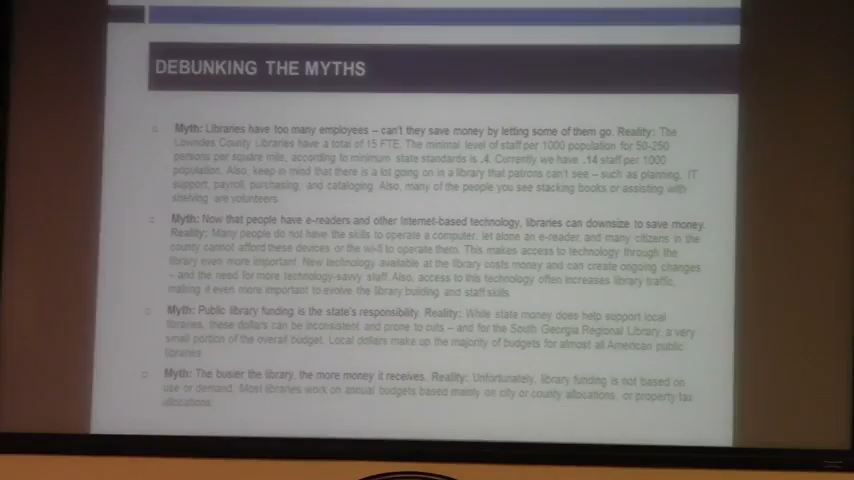 DEBUNKING THE MYTHS
Myth: Libraries have too many employees – can't they save money by letting some of them go. Reality: The
Lowndes County Libraries have a total of 15 FTE. The minimal level of staff per 1000 population for 50-250
persons per square mile, according to minimum state standards is .4. Currently we have .14 staff per 1000
population. Also, keep in mind that there is a lot going on in a library that patrons can't see – such as planning, IT
support, payroll, purchasing, and cataloging. Also, many of the people you see stacking books or assisting with
shelving are volunteers.
Myth: Now that people have e-readers and other Internet-based technology, libraries can downsize to save money.
Reality: Many people do not have the skills to operate a computer, let alone an e-reader, and many citizens in the
county cannot afford these devices or the wi-fi to operate them. This makes access to technology through the
library even more important. New technology available at the library costs money and can create ongoing changes
– and the need for more technology-savvy staff. Also, access to this technology often increases library traffic,
making it even more important to evolve the library building and staff skills.
Myth: Public library funding is the state's responsibility. Reality: While state money does help support local
libraries, these dollars can be inconsistent and prone to cuts – and for the South Georgia Regional Library, a very
small portion of the overall budget. Local dollars make up the majority of budgets for almost all American public
libraries.
Myth: The busier the library, the more money it receives. Reality: Unfortunately, library funding is not based on
use or demand. Most libraries work on annual budgets based mainly on city or county allocations, or property tax
allocations.